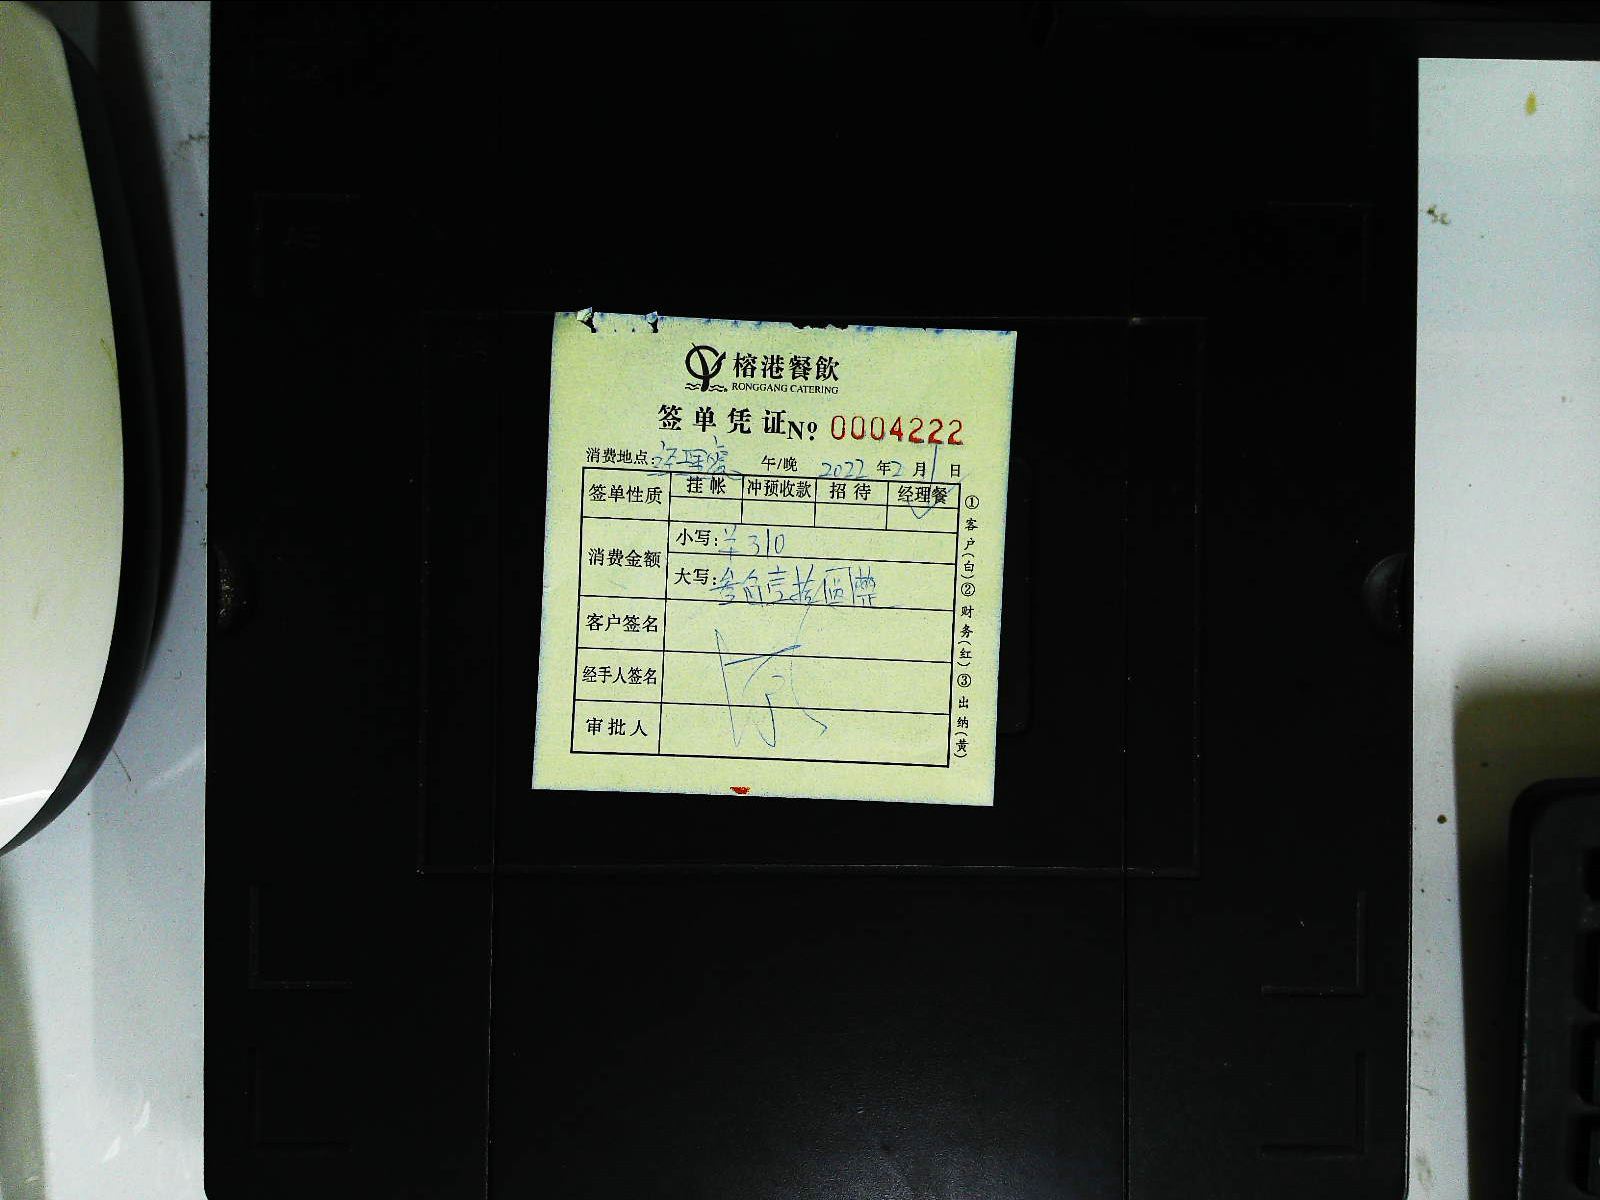 榕港餐飲
RONGGANG CATERING
签单凭证 № 0004222
消费地点: 午/晚 2022 年 2 月 1 日
签单性质 挂帐 冲预收款 招待 经理餐
消费金额 小写: ¥310
大写: 叁百壹拾圆整
客户签名
经手人签名
审批人
①客户(白)②财务(红)③出纳(黄)